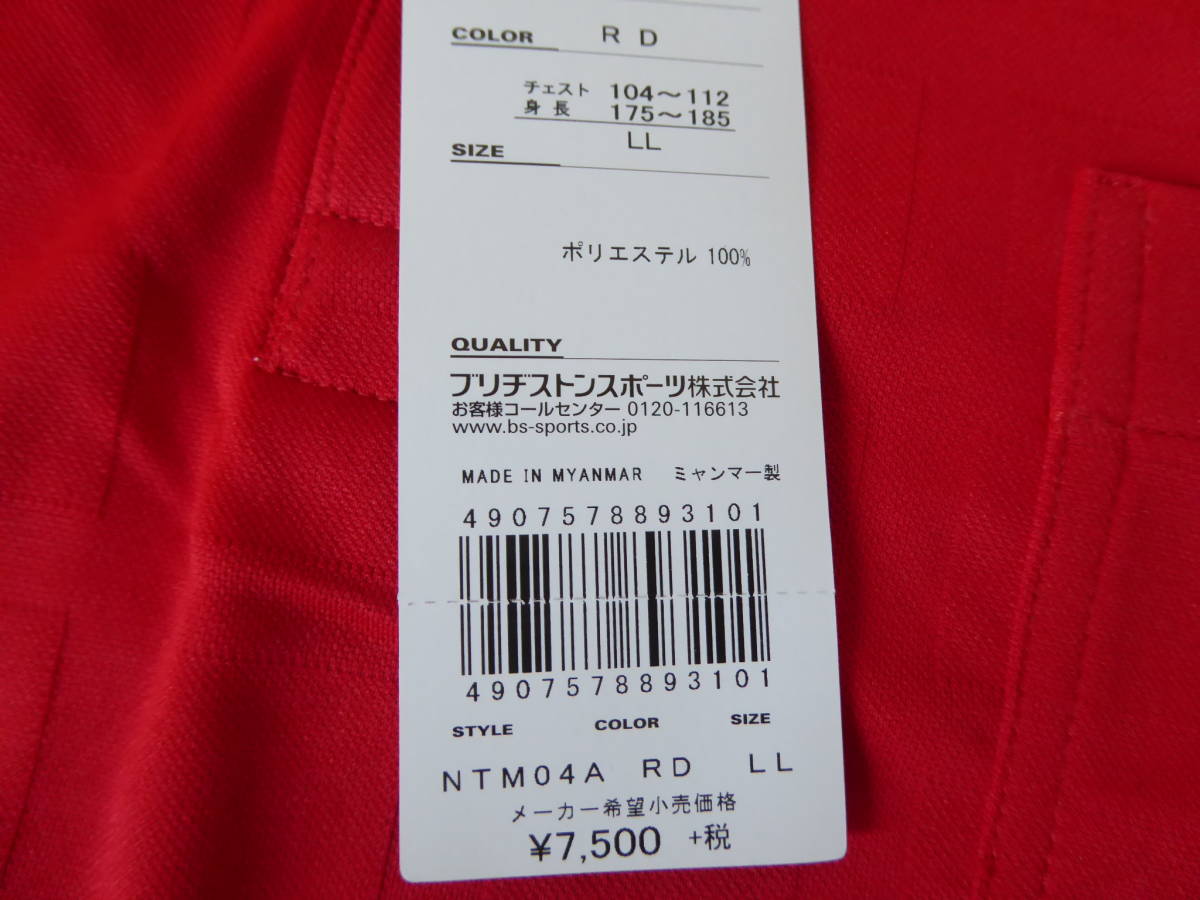 COLOR R D
チェスト 104～112
身長 175～185
LL
SIZE
ポリエステル 100%
QUALITY
ブリヂストンスポーツ株式会社
お客様コールセンター 0120-116613
www.bs-sports.co.jp
MADE IN MYANMAR ミャンマー製
4907578893101
4907578893101
STYLE COLOR SIZE
NTM04A RD LL
メーカー希望小売価格
¥7,500 +税